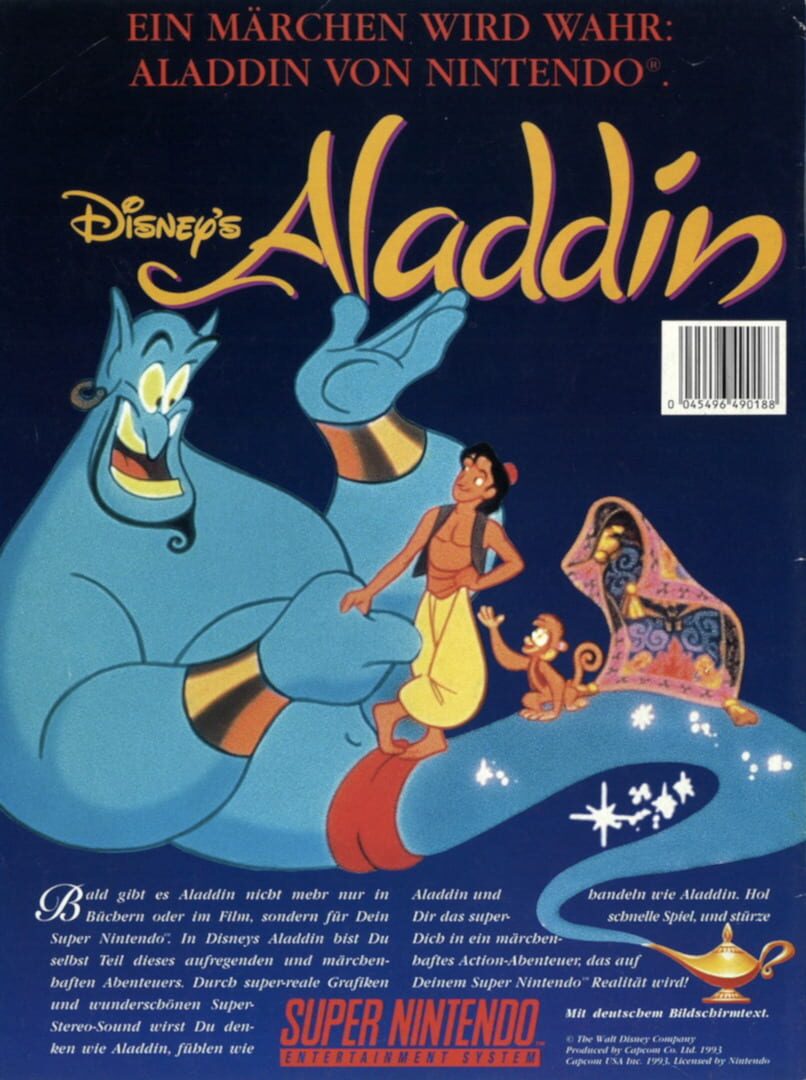 EIN MÄRCHEN WIRD WAHR:
ALADDIN VON NINTENDO®.
DISNEY'S
Aladdin
0 045496 490188
Bald gibt es Aladdin nicht mehr nur in
Büchern oder im Film, sondern für Dein
Super Nintendo™. In Disneys Aladdin bist Du
selbst Teil dieses aufregenden und märchen-
haften Abenteuers. Durch super-reale Grafiken
und wunderschönen Super-
Stereo-Sound wirst Du den-
ken wie Aladdin, fühlen wie
Aladdin und handeln wie Aladdin. Hol
Dir das super- schnelle Spiel, und stürze
Dich in ein märchen-
haftes Action-Abenteuer, das auf
Deinem Super Nintendo™ Realität wird!
SUPER NINTENDO™
ENTERTAINMENT SYSTEM
Mit deutschem Bildschirmtext.
© The Walt Disney Company
Produced by Capcom Co. Ltd. 1993
Capcom USA Inc. 1993. Licensed by Nintendo